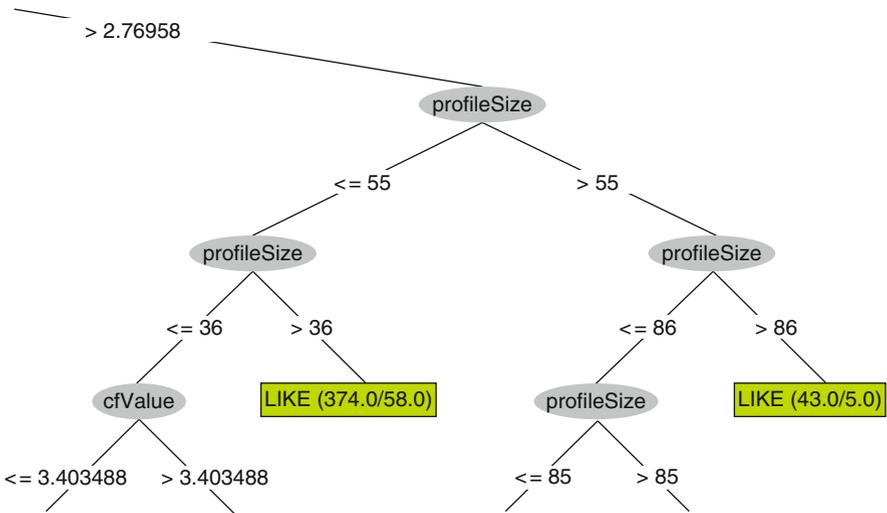 > 2.76958
profileSize
<= 55
> 55
profileSize
profileSize
<= 36
> 36
<= 86
> 86
cfValue
LIKE (374.0/58.0)
profileSize
LIKE (43.0/5.0)
<= 3.403488
> 3.403488
<= 85
> 85